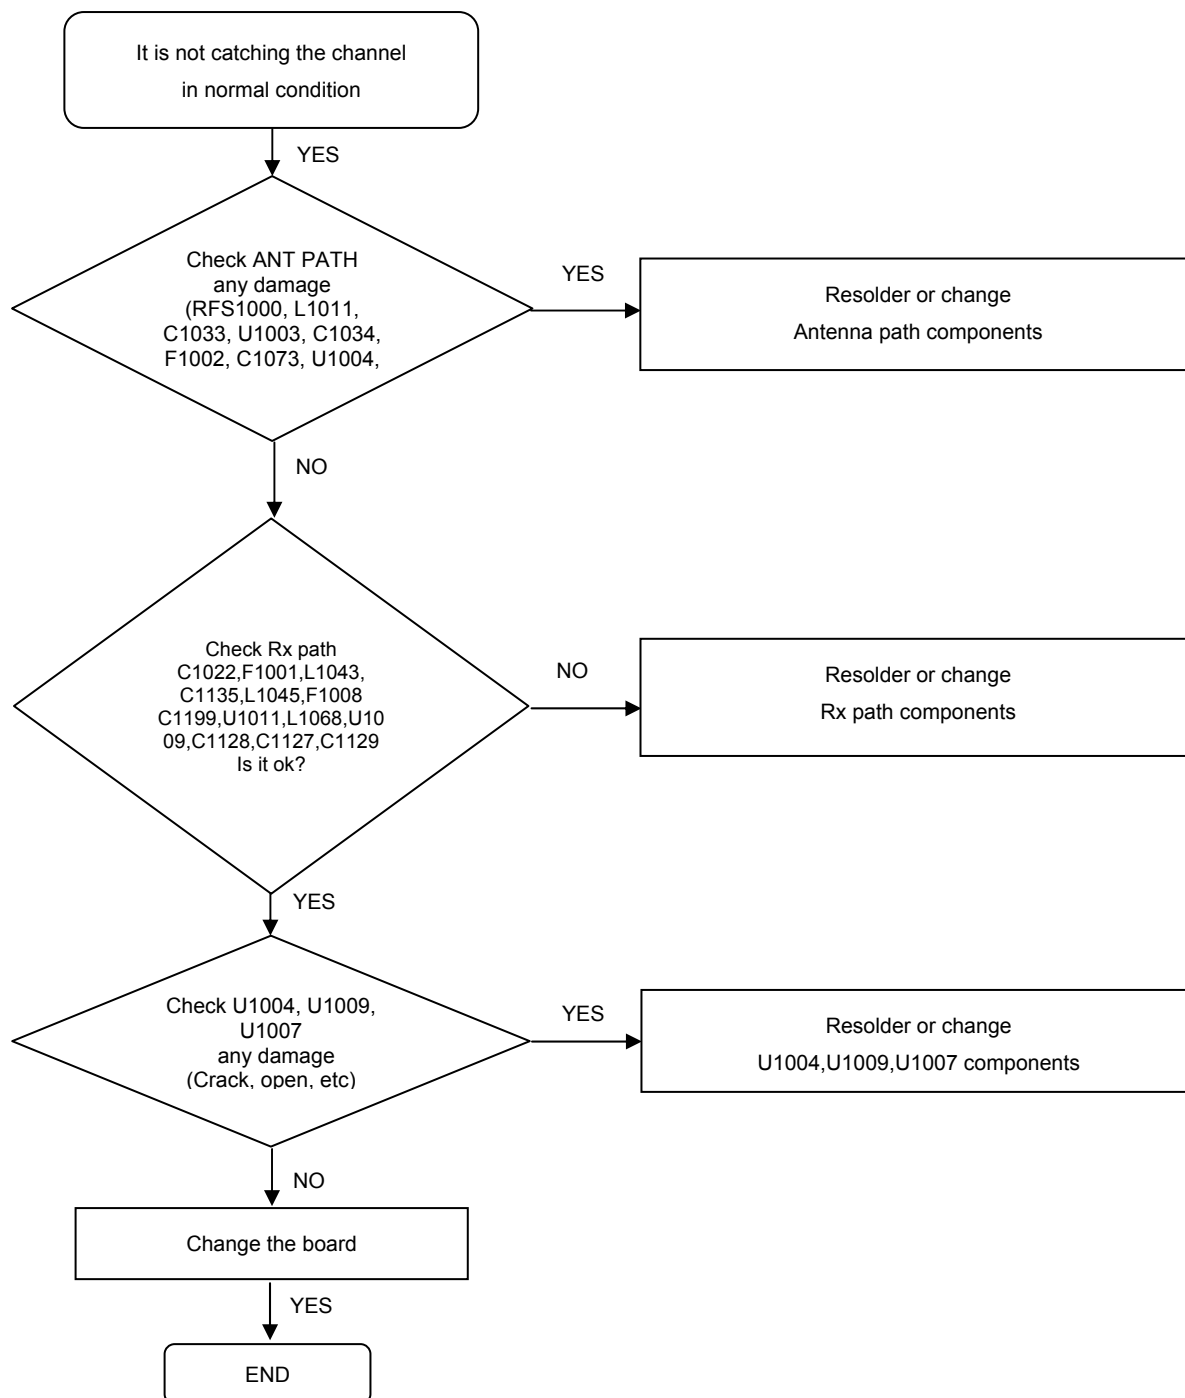 It is not catching the channel
in normal condition
YES
Check ANT PATH
any damage
(RFS1000, L1011,
C1033, U1003, C1034,
F1002, C1073, U1004,
YES
Resolder or change
Antenna path components
NO
Check Rx path
C1022,F1001,L1043,
C1135,L1045,F1008
C1199,U1011,L1068,U10
09,C1128,C1127,C1129
Is it ok?
NO
Resolder or change
Rx path components
YES
Check U1004, U1009,
U1007
any damage
(Crack, open, etc)
YES
Resolder or change
U1004,U1009,U1007 components
NO
Change the board
YES
END